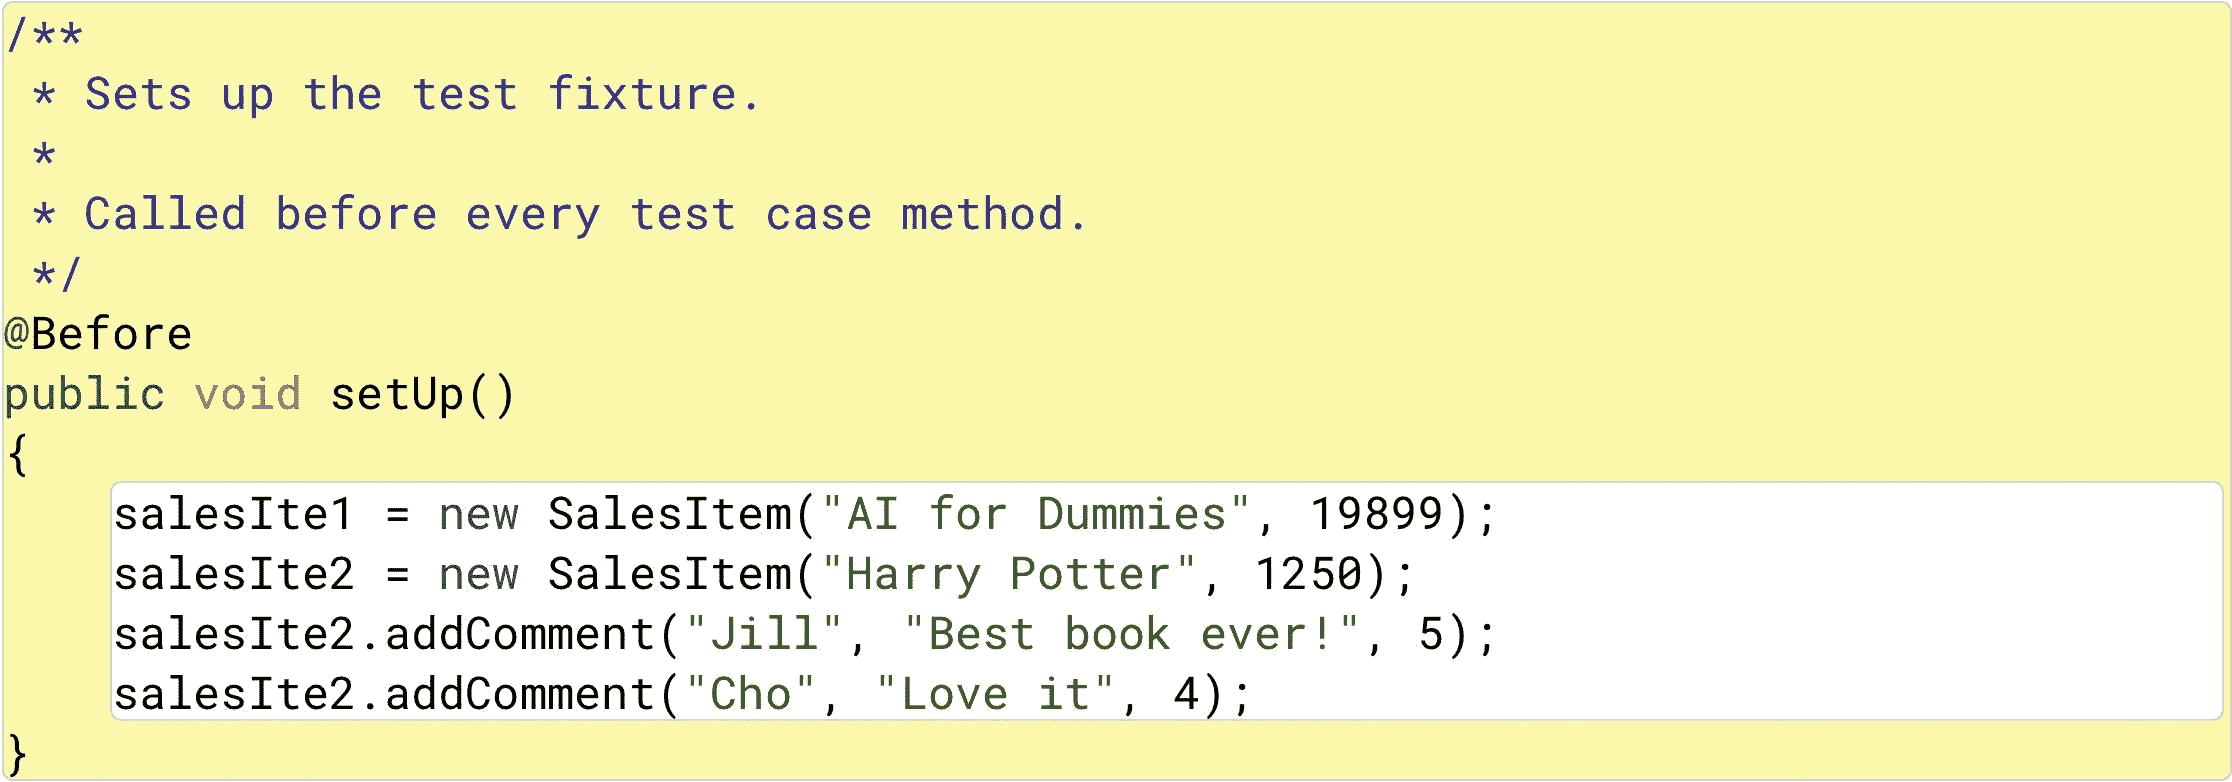 /**
 * Sets up the test fixture.
 *
 * Called before every test case method.
 */
@Before
public void setUp()
{
    salesIte1 = new SalesItem("AI for Dummies", 19899);
    salesIte2 = new SalesItem("Harry Potter", 1250);
    salesIte2.addComment("Jill", "Best book ever!", 5);
    salesIte2.addComment("Cho", "Love it", 4);
}